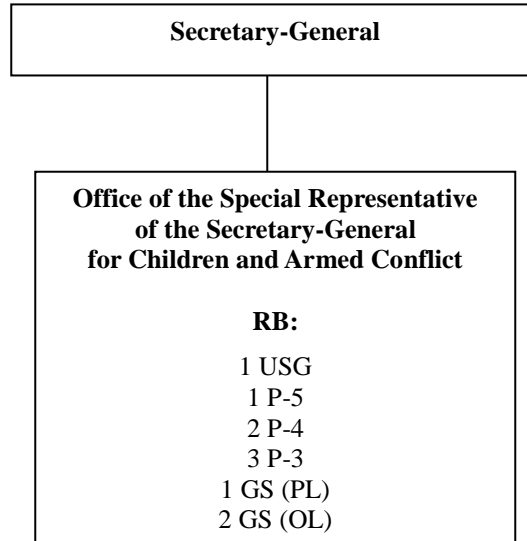 Secretary-General
Office of the Special Representative
of the Secretary-General
for Children and Armed Conflict
RB:
1 USG
1 P-5
2 P-4
3 P-3
1 GS (PL)
2 GS (OL)